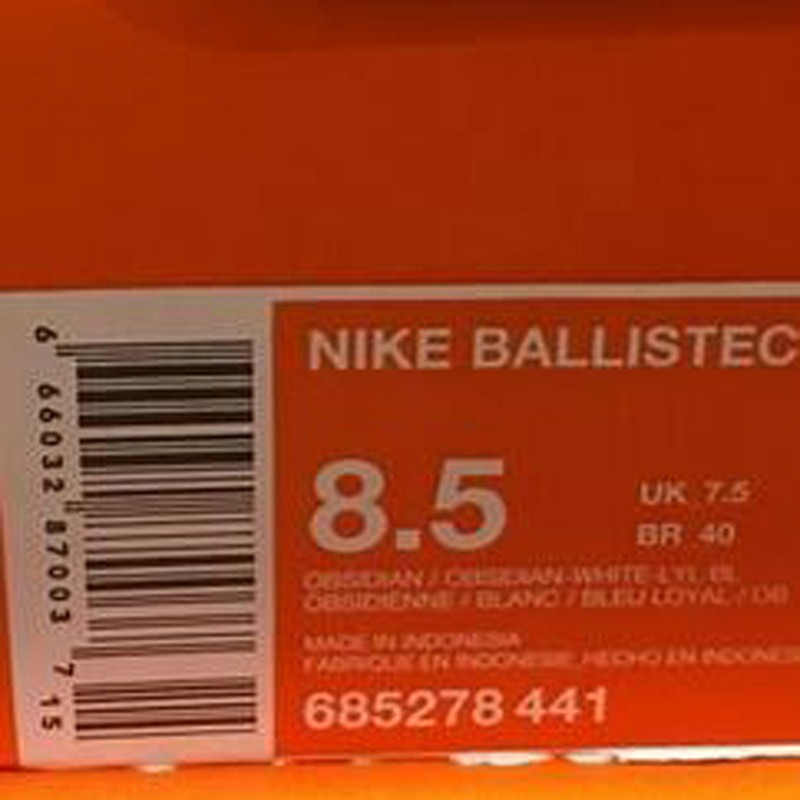 NIKE BALLISTEC
8.5
UK 7.5
BR 40
OBSIDIAN / OBSIDIAN-WHITE-LYL BL
OBSIDIENNE / BLANC / BLEU LOYAL / OB
MADE IN INDONESIA
FABRIQUE EN INDONESIE, HECHO EN INDONES
685278 441
6 66032 87003 7 15